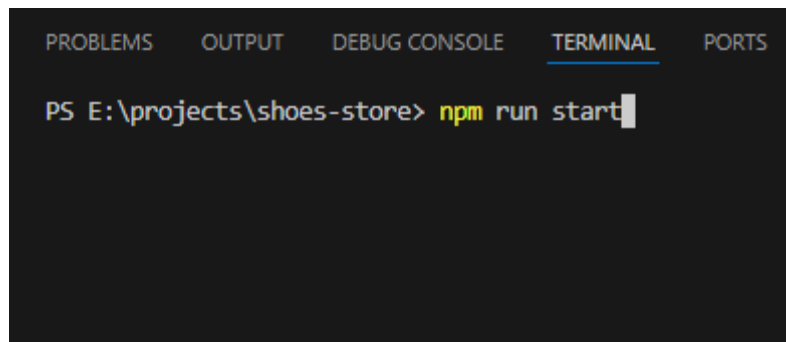 PROBLEMS OUTPUT DEBUG CONSOLE TERMINAL PORTS
PS E:\projects\shoes-store> npm run start